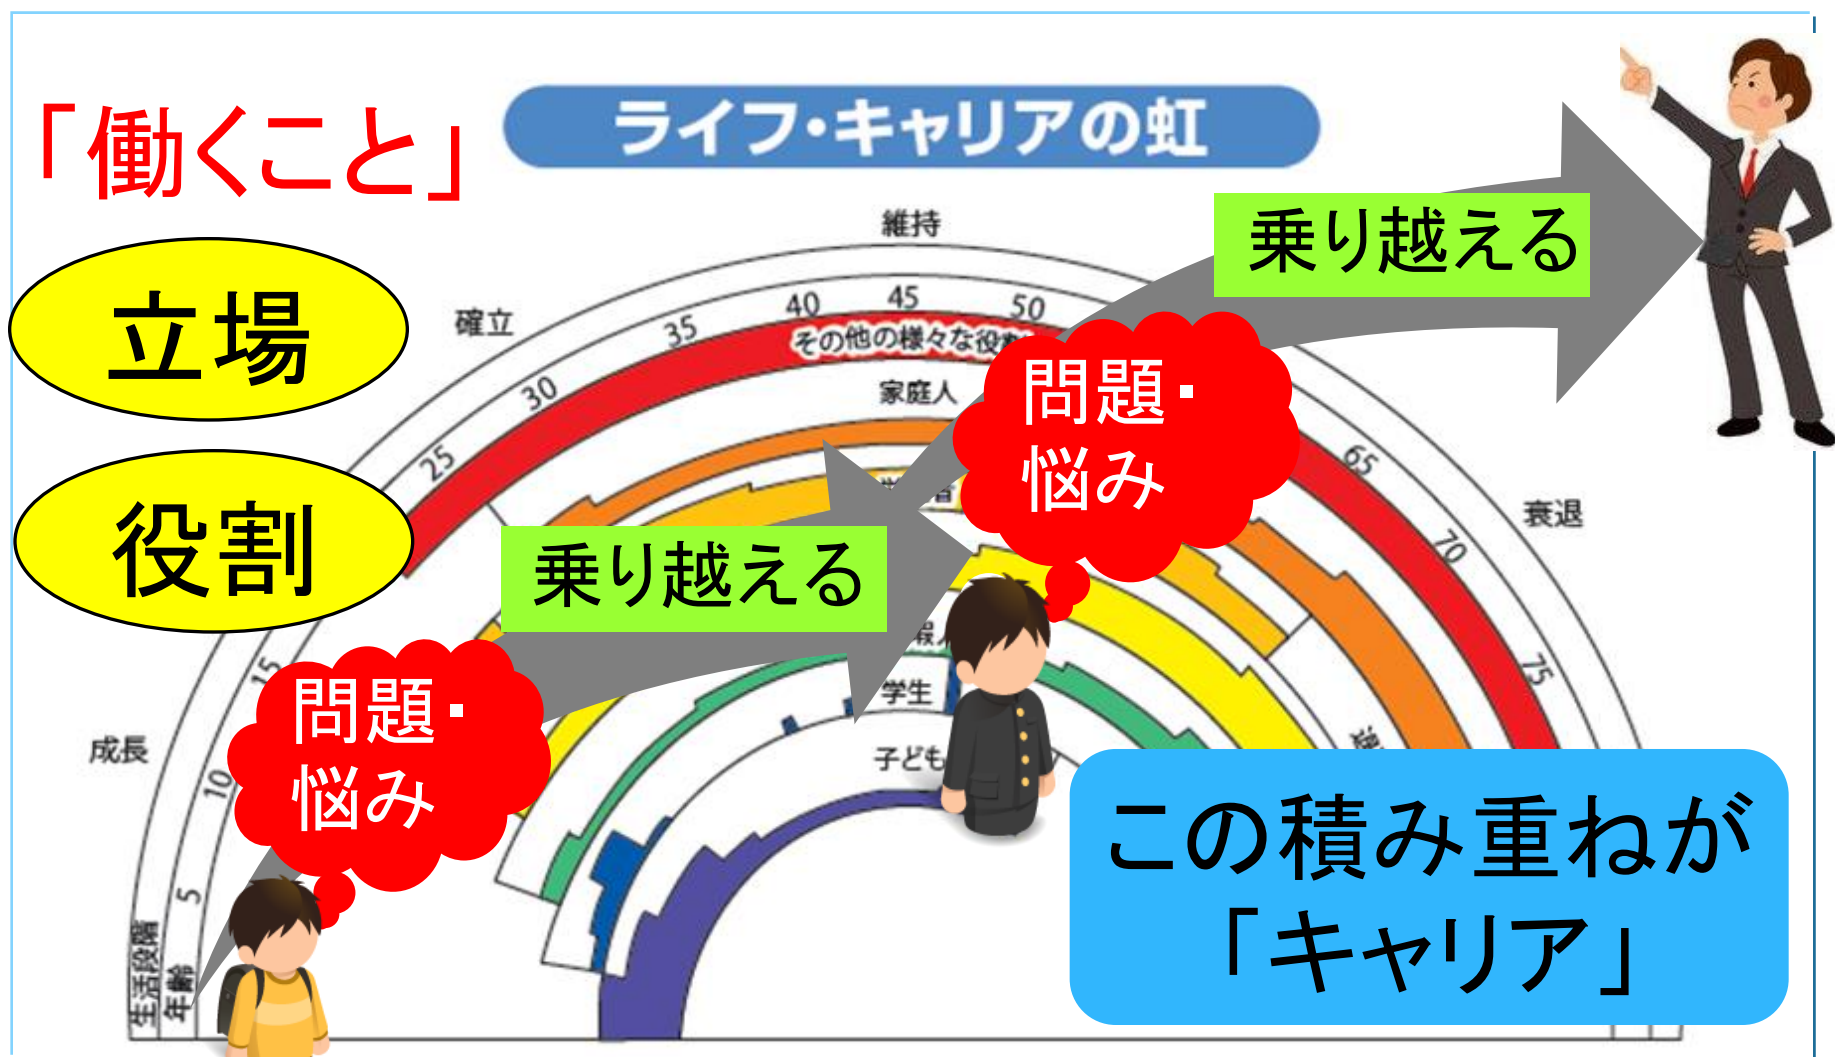 「働くこと」
ライフ・キャリアの虹
立場
役割
乗り越える
乗り越える
問題・
悩み
問題・
悩み
この積み重ねが
「キャリア」
維持
確立
成長
衰退
その他の様々な役割
家庭人
学生
子ども
生活段階
年齢
5
10
15
25
30
35
40
45
50
65
70
75